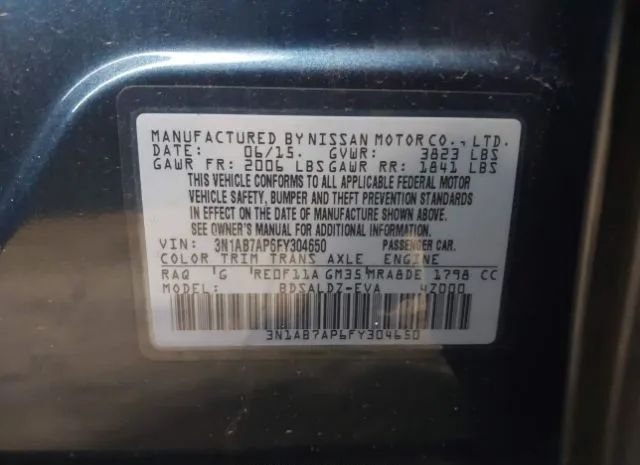 MANUFACTURED BY NISSAN MOTOR CO., LTD.
DATE: 06/15. GVWR: 3823 LBS
GAWR FR: 2006 LBS GAWR RR: 1841 LBS
THIS VEHICLE CONFORMS TO ALL APPLICABLE FEDERAL MOTOR
VEHICLE SAFETY, BUMPER AND THEFT PREVENTION STANDARDS
IN EFFECT ON THE DATE OF MANUFACTURE SHOWN ABOVE.
SEE OWNER'S MANUAL FOR ADDITIONAL INFORMATION.
VIN: 3N1AB7AP6FY304650 PASSENGER CAR.
COLOR TRIM TRANS AXLE ENGINE
RAQ 'G 'RE0F11A GM35'MRA8DE 1798 CC
BDSALDZ-EVA 4Z000
3N1AB7AP6FY304650